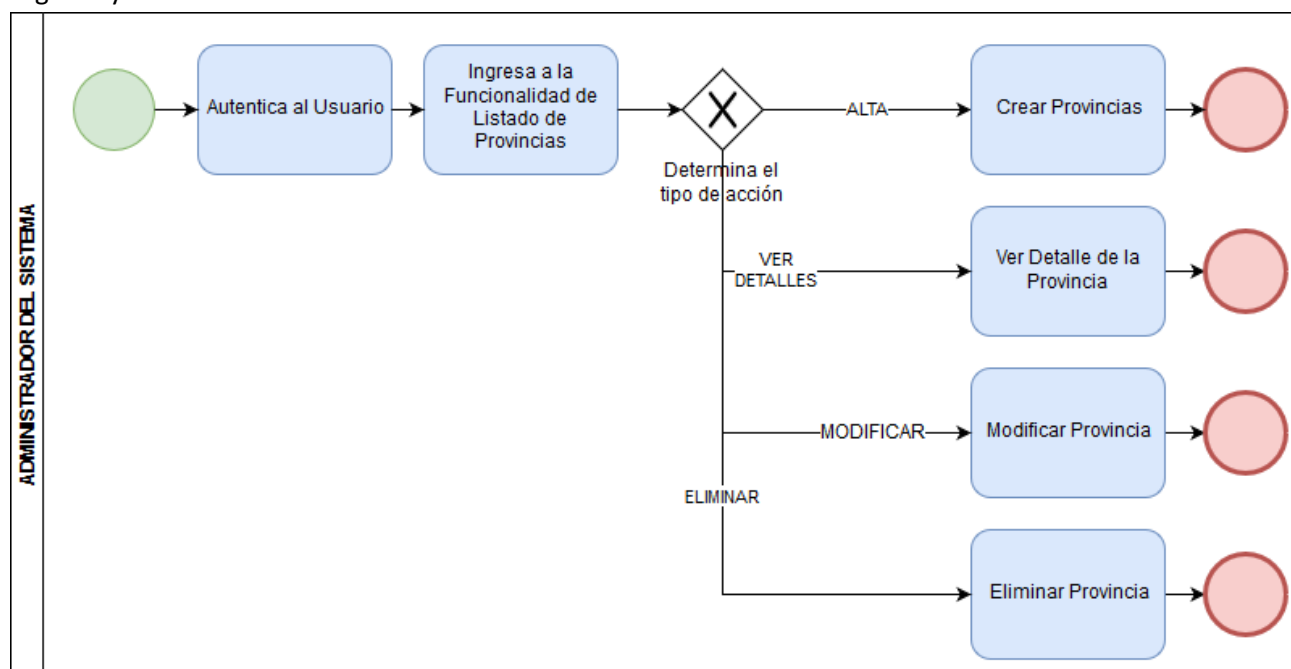 ADMINISTRADOR DEL SISTEMA
Autentica al Usuario
Ingresa a la
Funcionalidad de
Listado de
Provincias
Determina el
tipo de acción
ALTA
Crear Provincias
VER
DETALLES
Ver Detalle de la
Provincia
MODIFICAR
Modificar Provincia
ELIMINAR
Eliminar Provincia